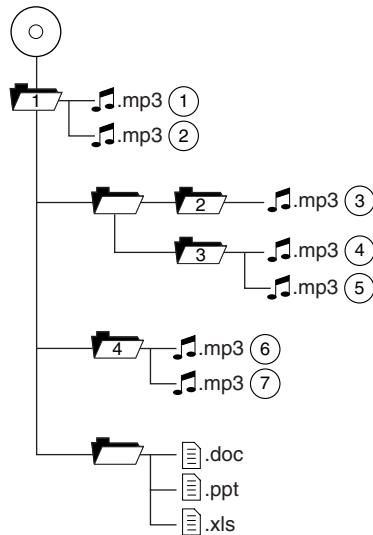 1 .mp3 1
.mp3 2
2 .mp3 3
3 .mp3 4
.mp3 5
4 .mp3 6
.mp3 7
.doc
.ppt
.xls